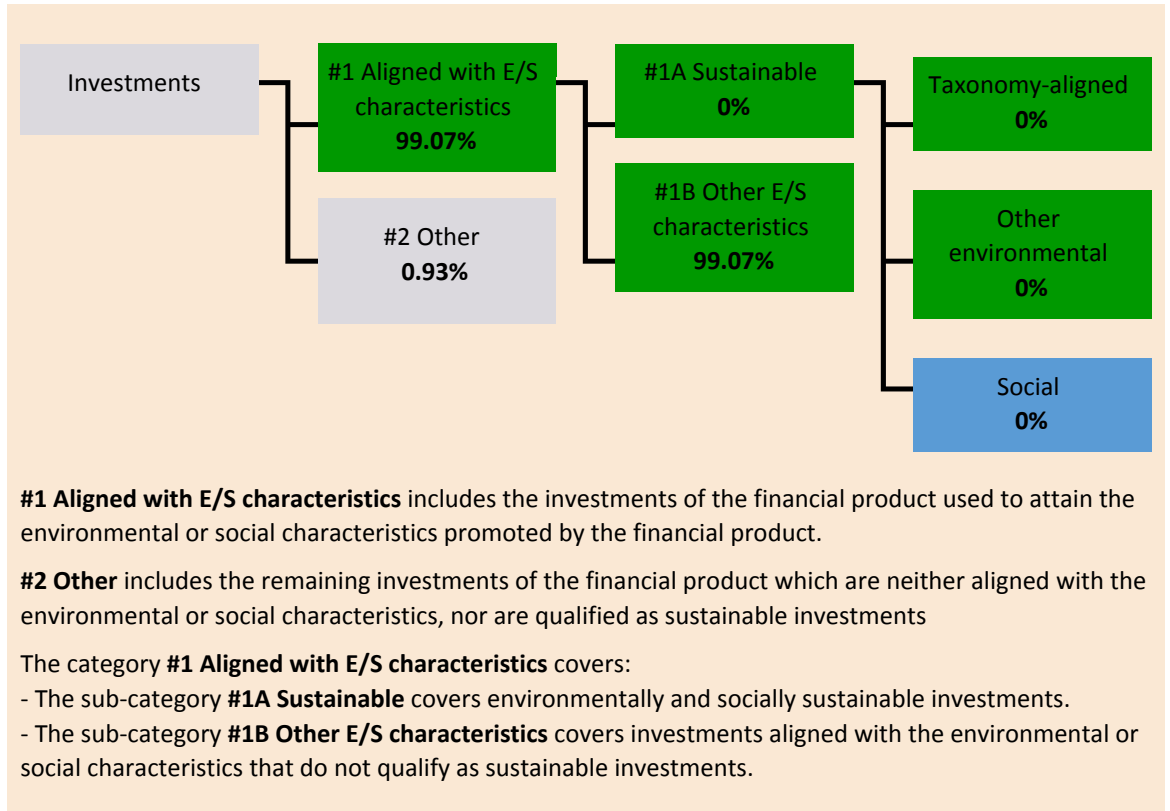 Investments
#1 Aligned with E/S
characteristics
99.07%
#2 Other
0.93%
#1A Sustainable
0%
#1B Other E/S
characteristics
99.07%
Taxonomy-aligned
0%
Other
environmental
0%
Social
0%
#1 Aligned with E/S characteristics includes the investments of the financial product used to attain the
environmental or social characteristics promoted by the financial product.
#2 Other includes the remaining investments of the financial product which are neither aligned with the
environmental or social characteristics, nor are qualified as sustainable investments
The category #1 Aligned with E/S characteristics covers:
- The sub-category #1A Sustainable covers environmentally and socially sustainable investments.
- The sub-category #1B Other E/S characteristics covers investments aligned with the environmental or
social characteristics that do not qualify as sustainable investments.